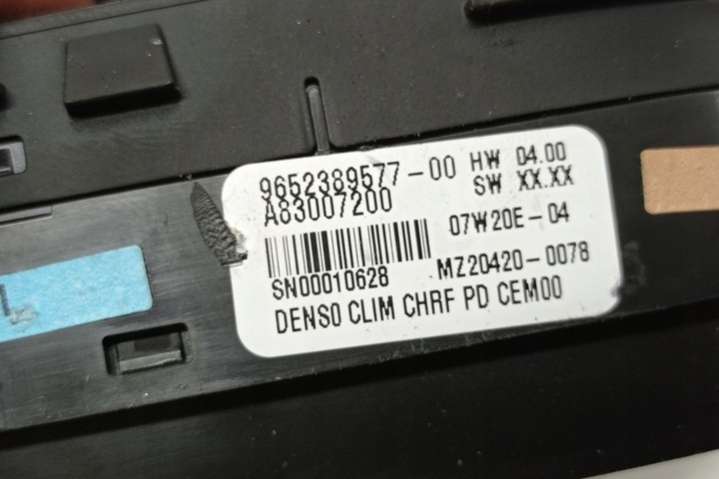 9652389577-00 HW 04.00
A83007200 SW XX.XX
07W20E-04
SN00010628 MZ20420-0078
DENSO CLIM CHRF PD CEM00
L